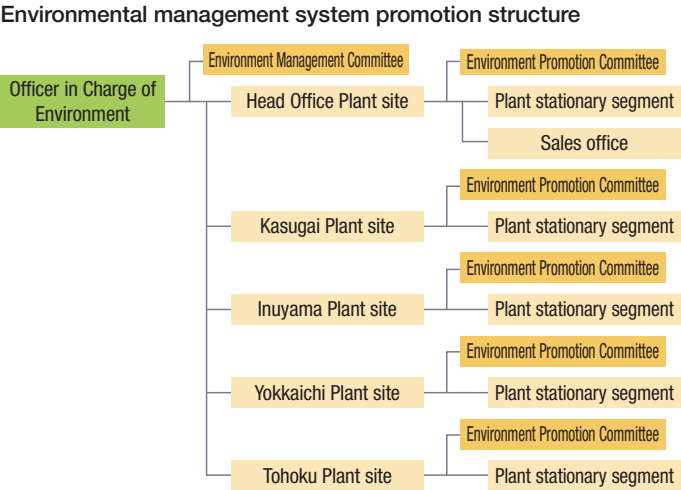 Environmental management system promotion structure
Environment Management Committee
Environment Promotion Committee
Officer in Charge of
Environment
Head Office Plant site
Plant stationary segment
Sales office
Environment Promotion Committee
Kasugai Plant site
Plant stationary segment
Environment Promotion Committee
Inuyama Plant site
Plant stationary segment
Environment Promotion Committee
Yokkaichi Plant site
Plant stationary segment
Environment Promotion Committee
Tohoku Plant site
Plant stationary segment